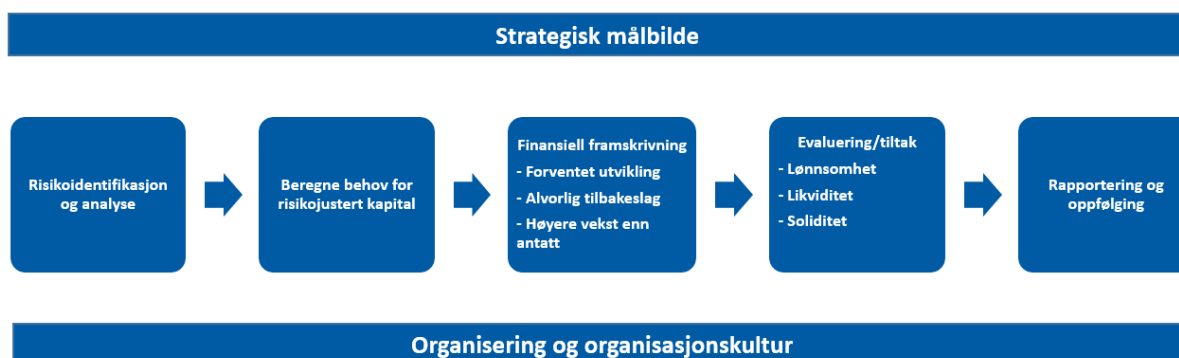 Strategisk målbilde
Risikoidentifikasjon
og analyse
Beregne behov for
risikojustert kapital
Finansiell framskrivning
- Forventet utvikling
- Alvorlig tilbakeslag
- Høyere vekst enn
antatt
Evaluering/tiltak
- Lønnsomhet
- Likviditet
- Soliditet
Rapportering og
oppfølging
Organisering og organisasjonskultur